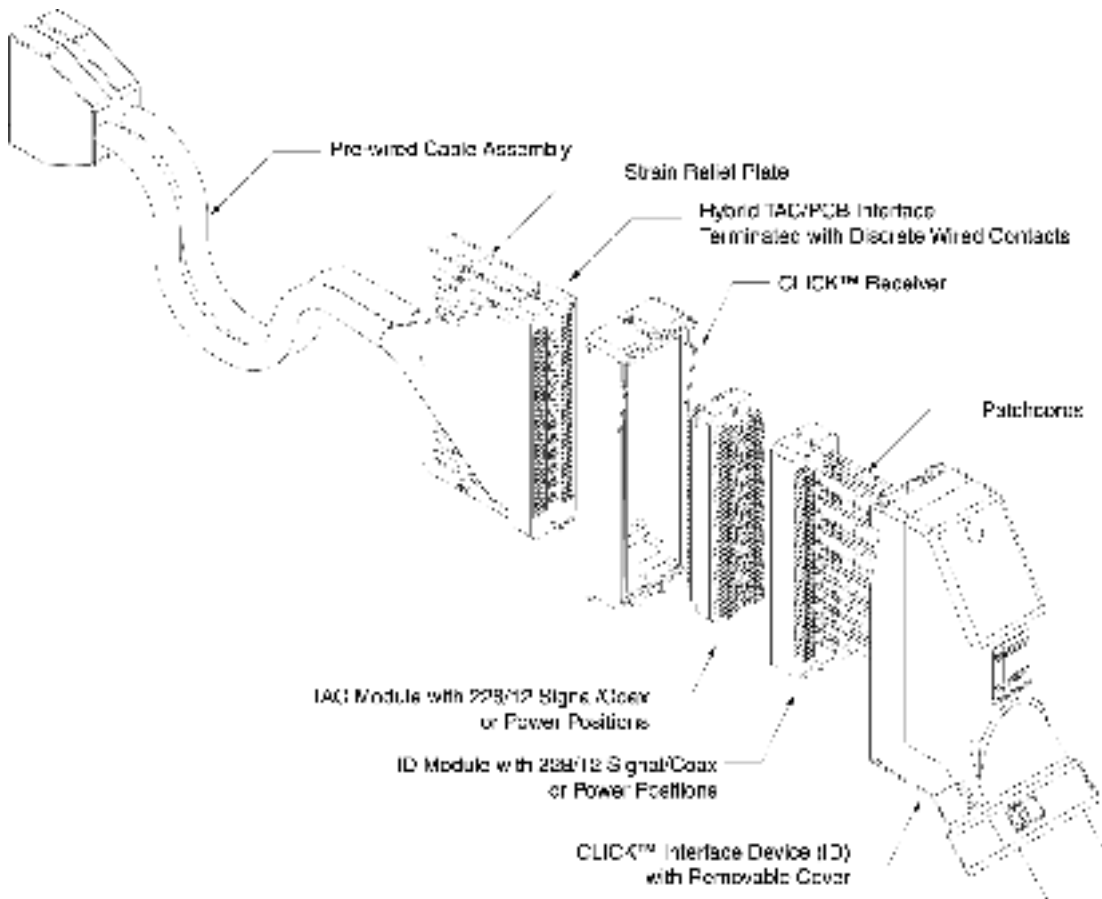 Pre-wired Cable Assembly
Strain Relief Plate
Hybrid TAC/PCB Interface
Terminated with Discrete Wired Contacts
CLICK™ Receiver
Patchcords
TAC Module with 228/12 Signal/Coax
or Power Positions
ID Module with 228/12 Signal/Coax
or Power Positions
CLICK™ Interface Device (ID)
with Removable Cover